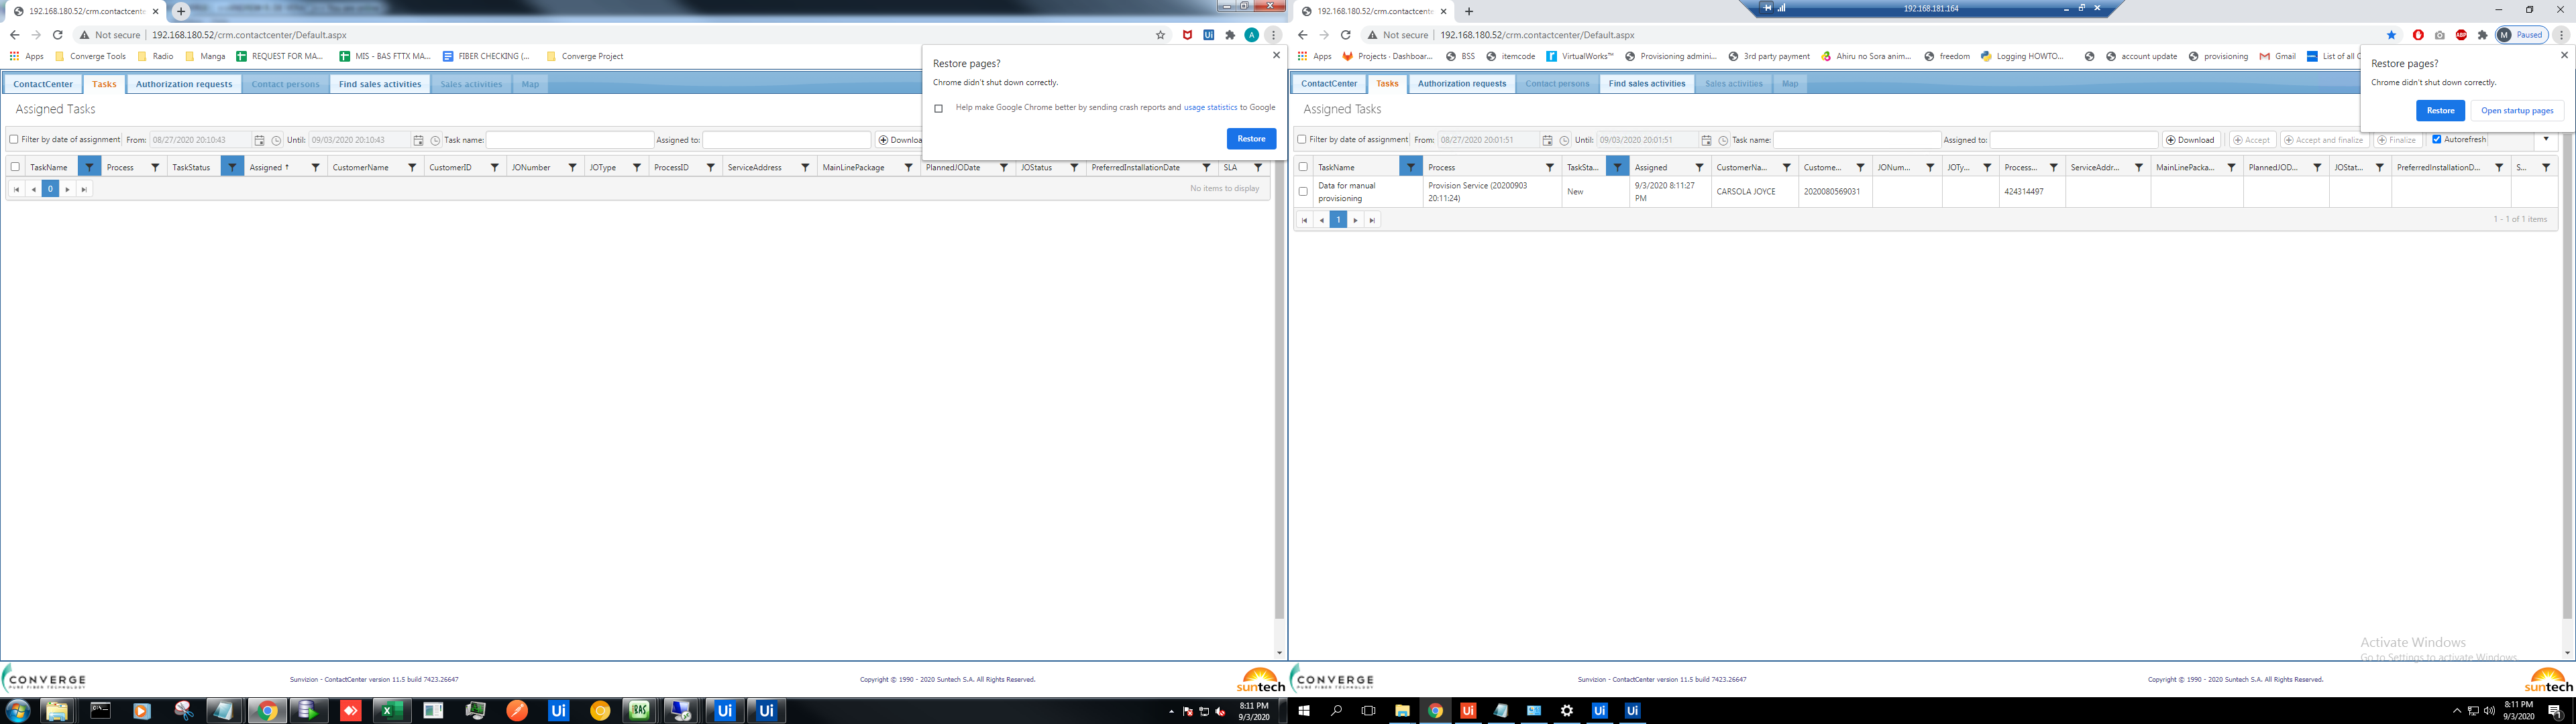 192.168.180.52/crm.contactcente
Not secure | 192.168.180.52/crm.contactcenter/Default.aspx
Apps Converge Tools Radio Manga REQUEST FOR MA... MIS - BAS FTTX MA... FIBER CHECKING (... Converge Project
ContactCenter Tasks Authorization requests Contact persons Find sales activities Sales activities Map
Restore pages?
Chrome didn't shut down correctly.
Help make Google Chrome better by sending crash reports and usage statistics to Google
Restore
Assigned Tasks
Filter by date of assignment From: 08/27/2020 20:10:43 Until: 09/03/2020 20:10:43 Task name: Assigned to: Downloa
TaskName Process TaskStatus Assigned ↑ CustomerName CustomerID JONumber JOType ProcessID ServiceAddress MainLinePackage PlannedJODate JOStatus PreferredInstallationDate SLA
0 No items to display
CONVERGE
PURE FIBER TECHNOLOGY
Sunvizion - ContactCenter version 11.5 build 7423.26647
Copyright © 1990 - 2020 Suntech S.A. All Rights Reserved.
suntech
BAS
Ui Ui Ui
8:11 PM
9/3/2020
192.168.181.164
192.168.180.52/crm.contactcente
Not secure | 192.168.180.52/crm.contactcenter/Default.aspx
M Paused
Apps Projects · Dashboar... BSS itemcode VirtualWorks™ Provisioning admini... 3rd party payment Ahiru no Sora anim... freedom Logging HOWTO... account update provisioning Gmail List of all C
ContactCenter Tasks Authorization requests Contact persons Find sales activities Sales activities Map
Restore pages?
Chrome didn't shut down correctly.
Restore Open startup pages
Assigned Tasks
Filter by date of assignment From: 08/27/2020 20:01:51 Until: 09/03/2020 20:01:51 Task name: Assigned to: Download Accept Accept and finalize Finalize Autorefresh
TaskName Process TaskSta... Assigned CustomerNa... Custome... JONum... JOTy... Process... ServiceAddr... MainLinePacka... PlannedJOD... JOStat... PreferredInstallationD... S...
Data for manual provisioning Provision Service (20200903 20:11:24) New 9/3/2020 8:11:27 PM CARSOLA JOYCE 2020080569031 424314497
1 1 - 1 of 1 items
Activate Windows
Go to Settings to activate Windows.
CONVERGE
PURE FIBER TECHNOLOGY
Sunvizion - ContactCenter version 11.5 build 7423.26647
Copyright © 1990 - 2020 Suntech S.A. All Rights Reserved.
suntech
Ui Ui Ui
8:11 PM
9/3/2020